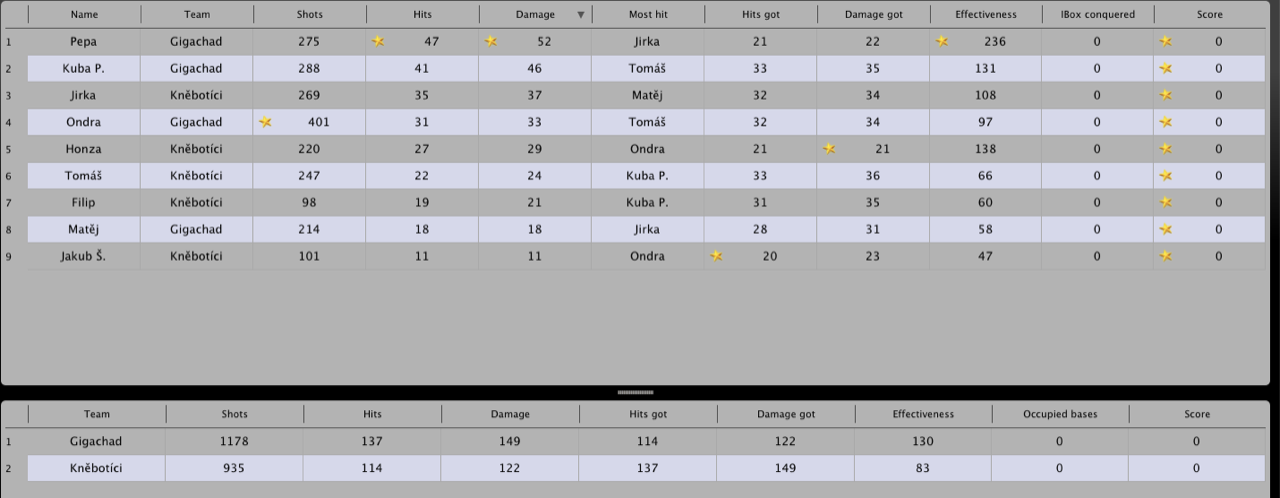 Name Team Shots Hits Damage Most hit Hits got Damage got Effectiveness IBox conquered Score
1 Pepa Gigachad 275 47 52 Jirka 21 22 236 0 0
2 Kuba P. Gigachad 288 41 46 Tomáš 33 35 131 0 0
3 Jirka Kněbotíci 269 35 37 Matěj 32 34 108 0 0
4 Ondra Gigachad 401 31 33 Tomáš 32 34 97 0 0
5 Honza Kněbotíci 220 27 29 Ondra 21 21 138 0 0
6 Tomáš Kněbotíci 247 22 24 Kuba P. 33 36 66 0 0
7 Filip Kněbotíci 98 19 21 Kuba P. 31 35 60 0 0
8 Matěj Gigachad 214 18 18 Jirka 28 31 58 0 0
9 Jakub Š. Kněbotíci 101 11 11 Ondra 20 23 47 0 0
Team Shots Hits Damage Hits got Damage got Effectiveness Occupied bases Score
1 Gigachad 1178 137 149 114 122 130 0 0
2 Kněbotíci 935 114 122 137 149 83 0 0